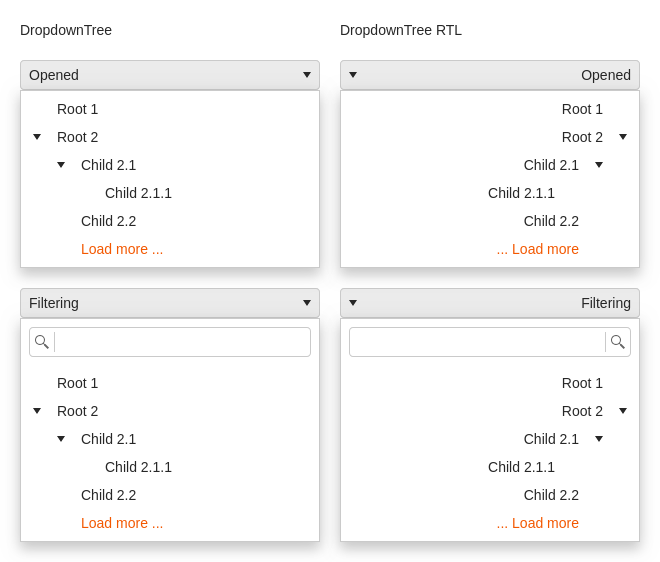 DropdownTree
DropdownTree RTL
Opened
Root 1
Root 2
Child 2.1
Child 2.1.1
Child 2.2
Load more ...
Opened
Root 1
Root 2
Child 2.1
Child 2.1.1
Child 2.2
... Load more
Filtering
Root 1
Root 2
Child 2.1
Child 2.1.1
Child 2.2
Load more ...
Filtering
Root 1
Root 2
Child 2.1
Child 2.1.1
Child 2.2
... Load more